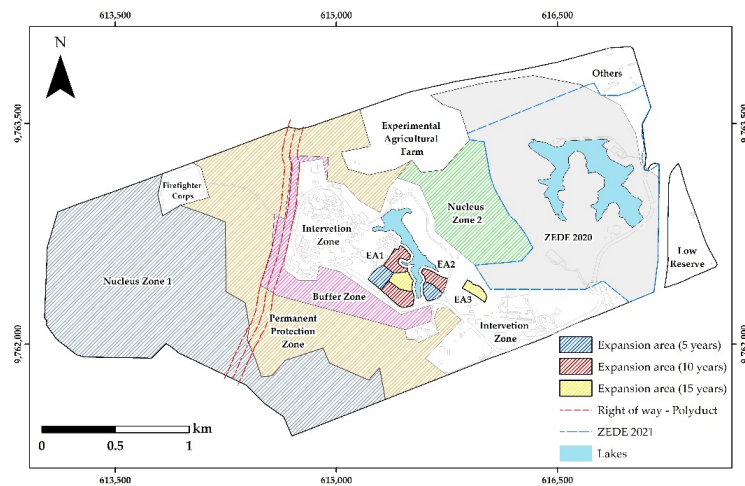 613,500
615,000
616,500
N
9,763,500
9,763,500
Others
Experimental
Agricultural
Farm
Firefighter
Corps
Nucleus
Zone 2
Intervetion
Zone
ZEDE 2020
Low
Reserve
EA1
EA2
Nucleus Zone 1
Buffer Zone
EA3
Permanent
Protection
Zone
Intervetion
Zone
9,762,000
9,762,000
Expansion area (5 years)
Expansion area (10 years)
Expansion area (15 years)
Right of way - Polyduct
ZEDE 2021
Lakes
km
0
0.5
1
613,500
615,000
616,500